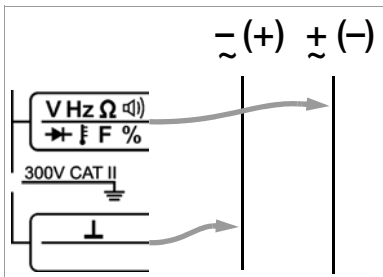 − (+) + (−)
~ ~
V Hz Ω
F %
300V CAT II